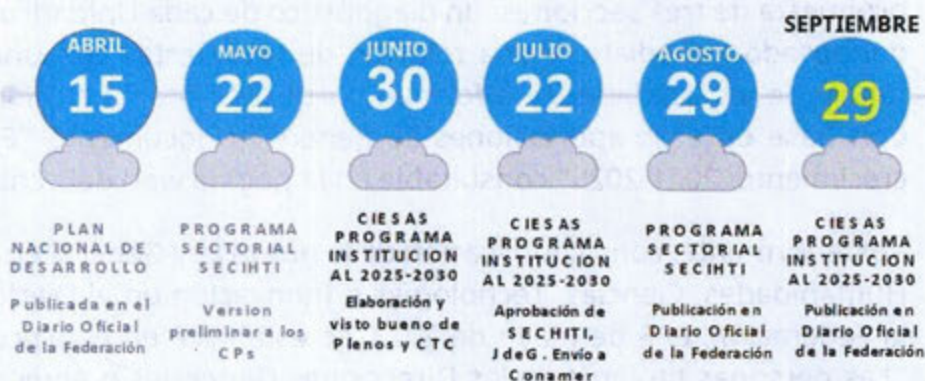 ABRIL
15
PLAN
NACIONAL DE
DESARROLLO
Publicada en el
Diario Oficial
de la Federación
MAYO
22
PROGRAMA
SECTORIAL
SECIHTI
Version
preliminar a los
CPs
JUNIO
30
CIESAS
PROGRAMA
INSTITUCION
AL 2025-2030
Elaboración y
visto bueno de
Plenos y CTC
JULIO
22
CIESAS
PROGRAMA
INSTITUCION
AL 2025-2030
Aprobación de
SECHITI,
JdeG. Envío a
Conamer
AGOSTO
29
PROGRAMA
SECTORIAL
SECIHTI
Publicación en
Diario Oficial
de la Federación
SEPTIEMBRE
29
CIESAS
PROGRAMA
INSTITUCION
AL 2025-2030
Publicación en
Diario Oficial
de la Federación